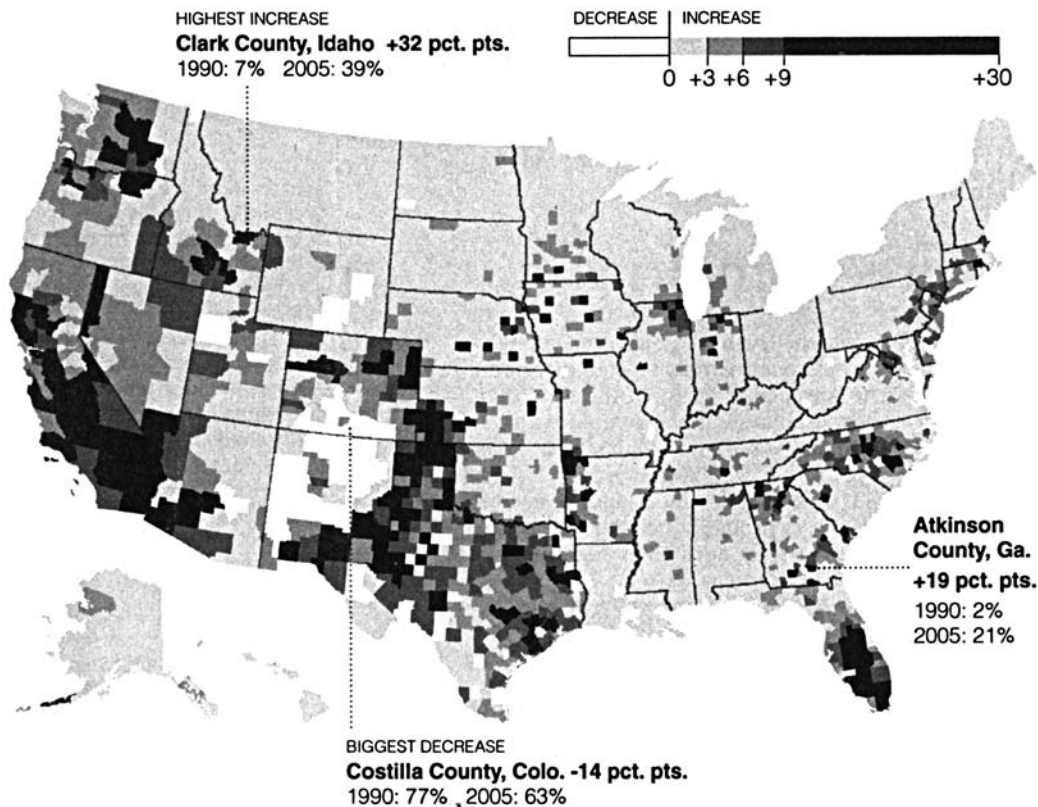 HIGHEST INCREASE
Clark County, Idaho +32 pct. pts.
1990: 7% 2005: 39%
DECREASE INCREASE
0 +3 +6 +9 +30
Atkinson
County, Ga.
+19 pct. pts.
1990: 2%
2005: 21%
BIGGEST DECREASE
Costilla County, Colo. -14 pct. pts.
1990: 77% , 2005: 63%